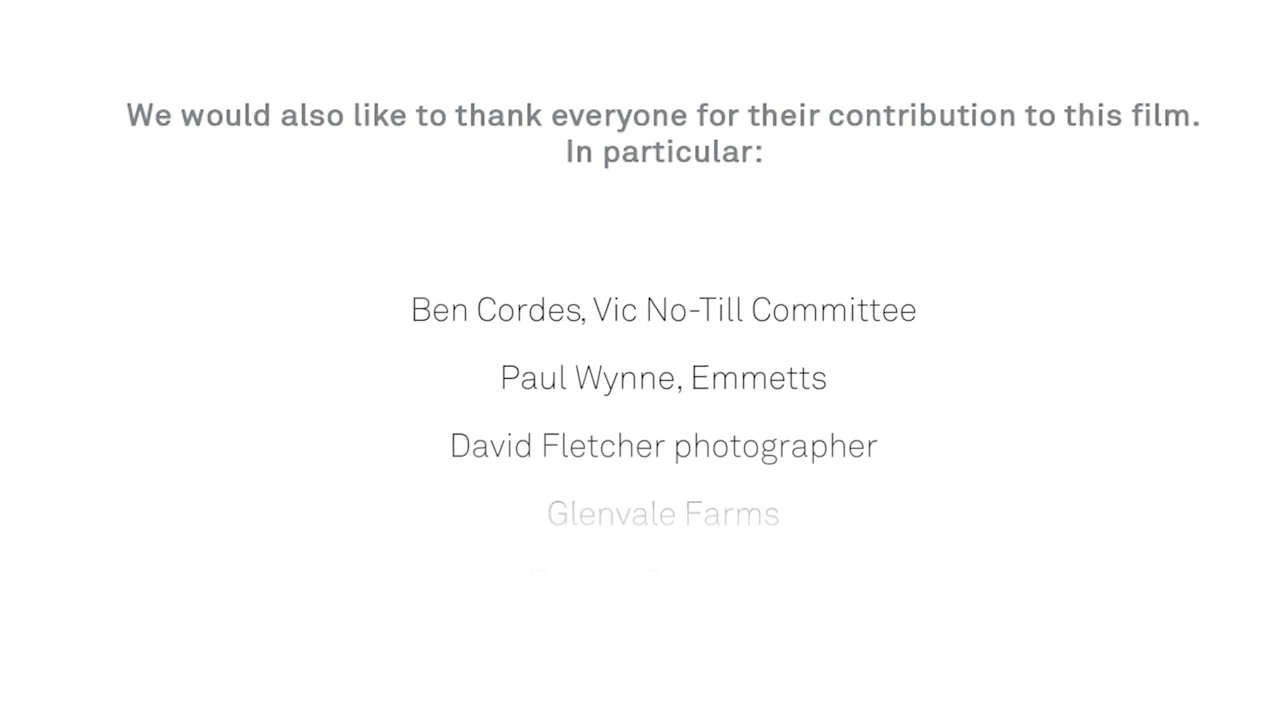 We would also like to thank everyone for their contribution to this film.
In particular:
Ben Cordes, Vic No-Till Committee
Paul Wynne, Emmetts
David Fletcher photographer
Glenvale Farms